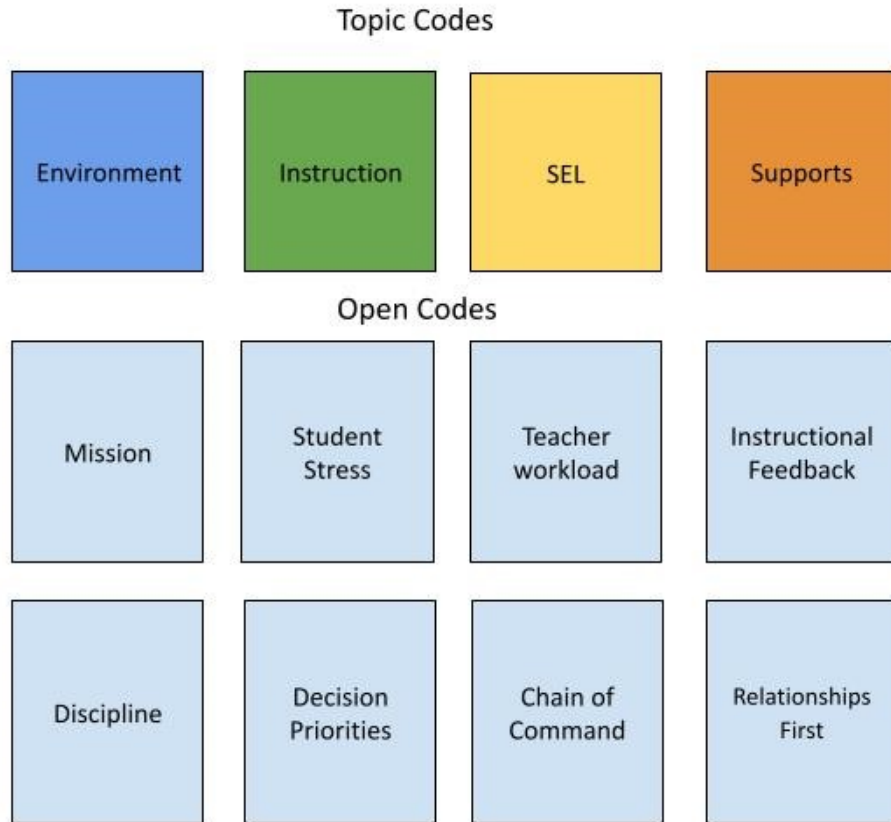 Topic Codes
Environment
Instruction
SEL
Supports
Open Codes
Mission
Student
Stress
Teacher
workload
Instructional
Feedback
Discipline
Decision
Priorities
Chain of
Command
Relationships
First